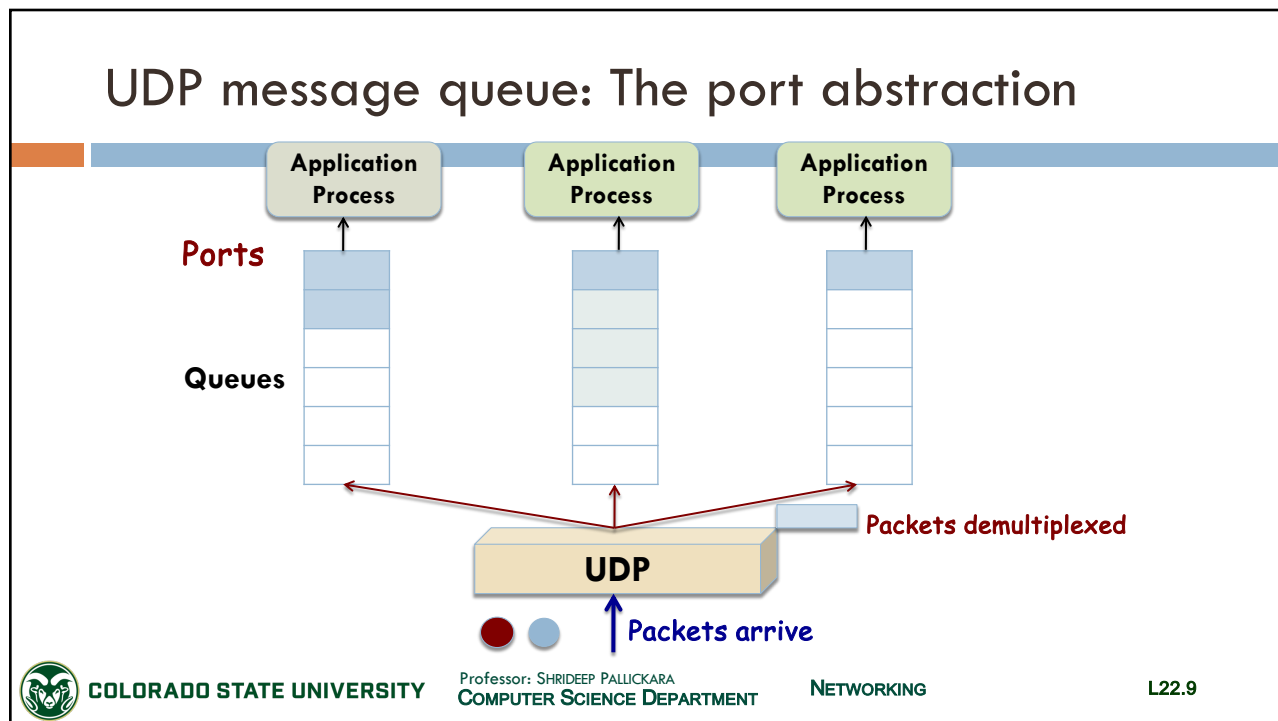 UDP message queue: The port abstraction
Application
Process
Application
Process
Application
Process
Ports
Queues
Packets demultiplexed
UDP
Packets arrive
COLORADO STATE UNIVERSITY
Professor: SHRIDEEP PALLICKARA
COMPUTER SCIENCE DEPARTMENT
NETWORKING
L22.9